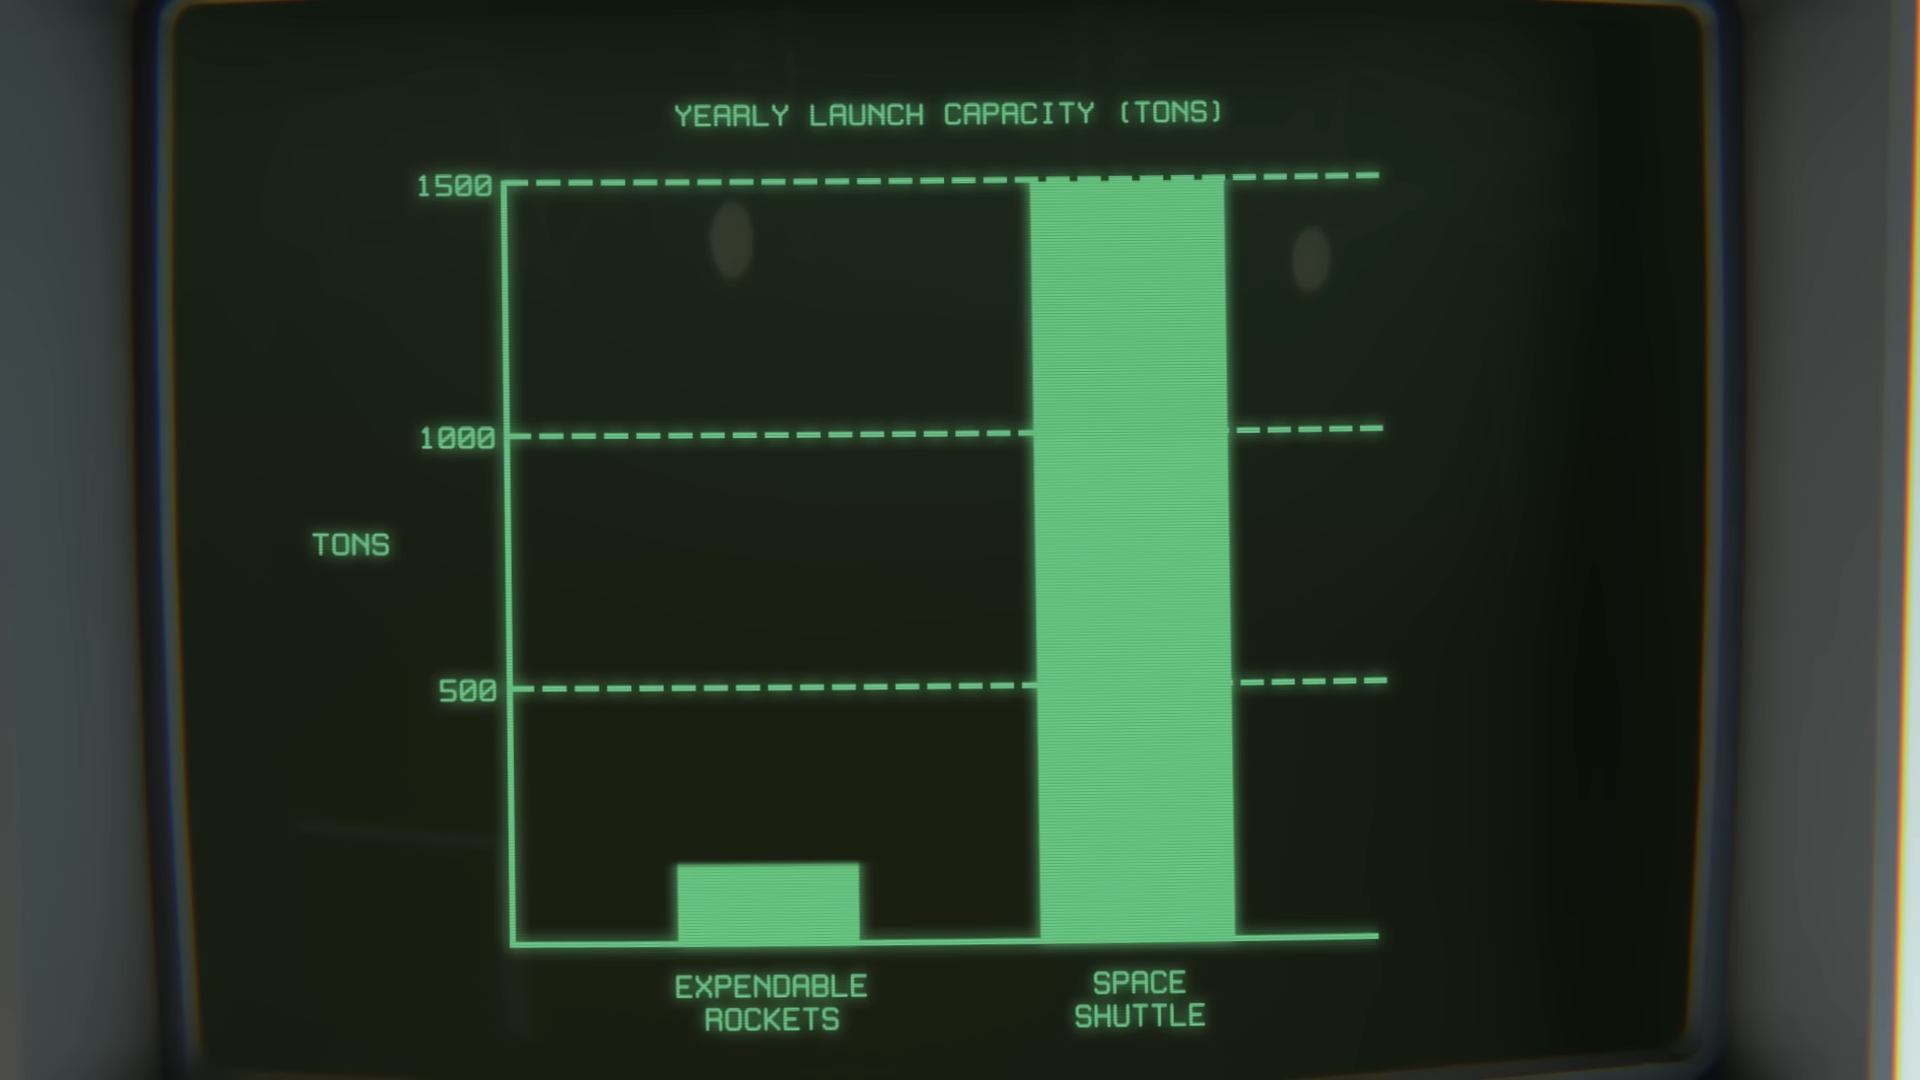 YEARLY LAUNCH CAPACITY (TONS)
1500
1000
TONS
500
EXPENDABLE
ROCKETS
SPACE
SHUTTLE